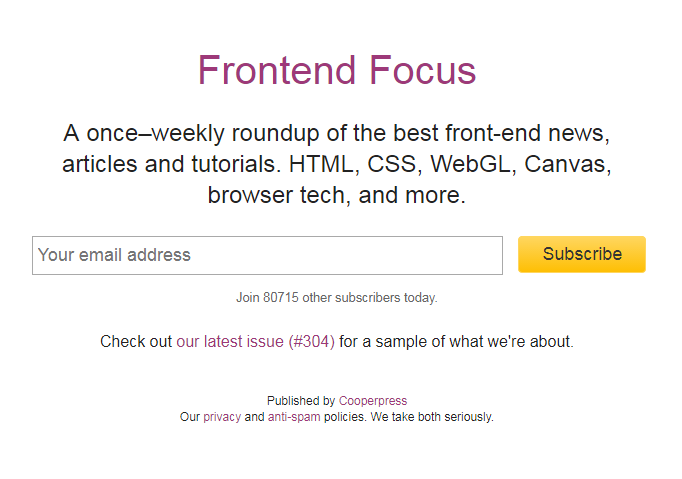 Frontend Focus
A once–weekly roundup of the best front-end news,
articles and tutorials. HTML, CSS, WebGL, Canvas,
browser tech, and more.
Your email address
Subscribe
Join 80715 other subscribers today.
Check out our latest issue (#304) for a sample of what we're about.
Published by Cooperpress
Our privacy and anti-spam policies. We take both seriously.